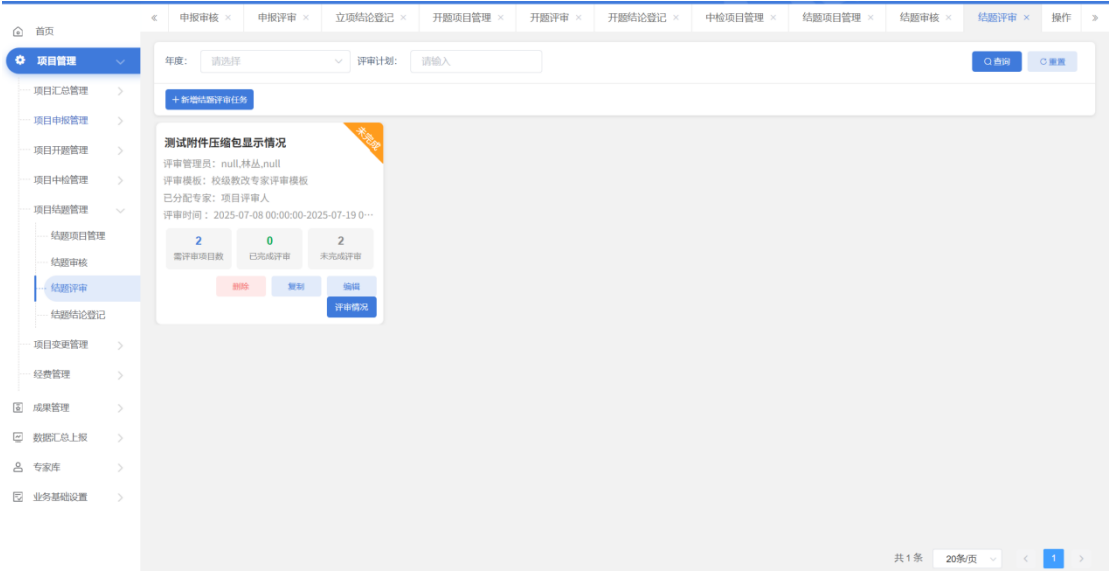 « 申报审核 × 申报评审 × 立项结论登记 × 开题项目管理 × 开题评审 × 开题结论登记 × 中检项目管理 × 结题项目管理 × 结题审核 × 结题评审 × 操作 »
首页
项目管理
项目汇总管理
项目申报管理
项目开题管理
项目中检管理
项目结题管理
结题项目管理
结题审核
结题评审
结题结论登记
项目变更管理
经费管理
成果管理
数据汇总上报
专家库
业务基础设置
年度: 请选择 评审计划: 请输入 查询 重置
+新增结题评审任务
测试附件压缩包显示情况
未完成
评审管理员：null,林丛,null
评审模板：校级教改专家评审模板
已分配专家：项目评审人
评审时间： 2025-07-08 00:00:00-2025-07-19 0···
2 0 2
需评审项目数 已完成评审 未完成评审
删除 复制 编辑
评审情况
共 1 条 20条/页 < 1 >